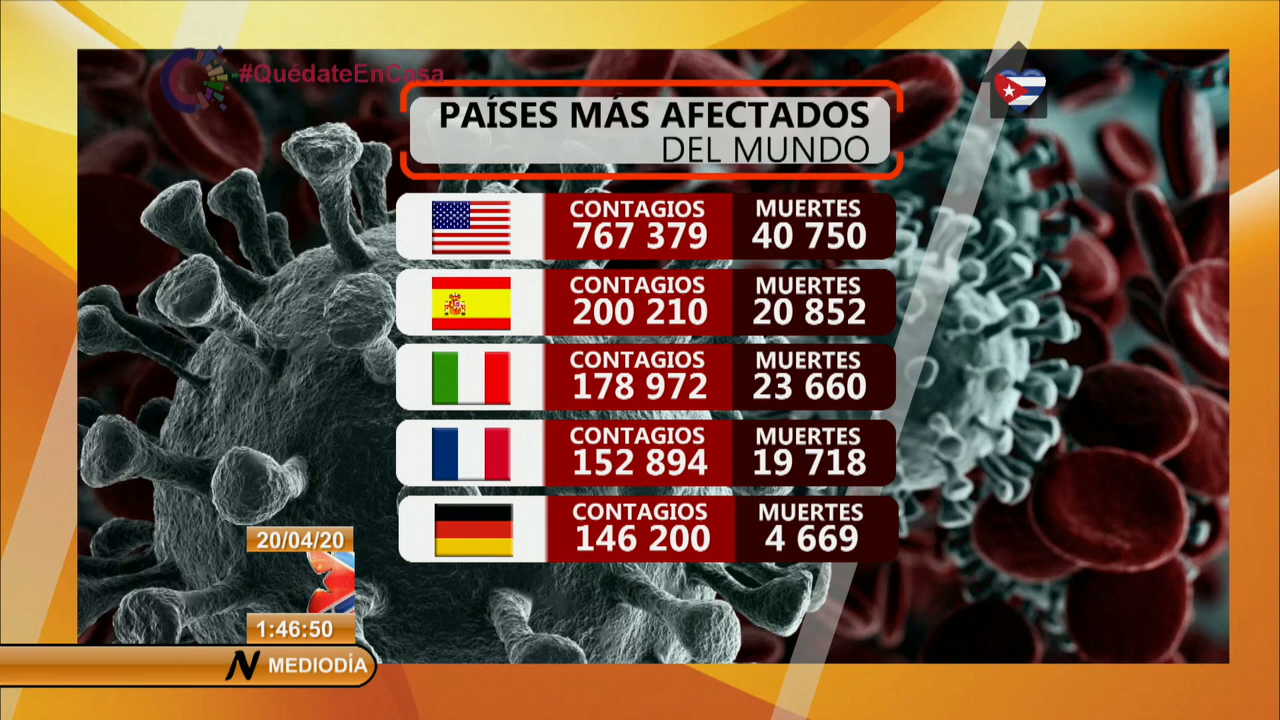 #QuédateEnCasa
PAÍSES MÁS AFECTADOS
DEL MUNDO
CONTAGIOS MUERTES
767 379 40 750
CONTAGIOS MUERTES
200 210 20 852
CONTAGIOS MUERTES
178 972 23 660
CONTAGIOS MUERTES
152 894 19 718
CONTAGIOS MUERTES
146 200 4 669
20/04/20
1:46:50
N MEDIODÍA